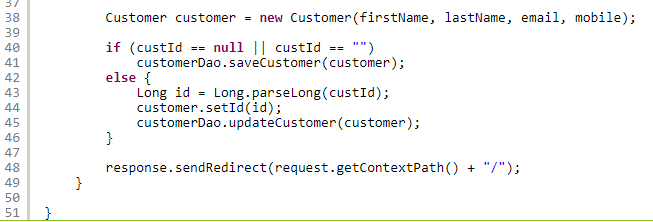 37
38 Customer customer = new Customer(firstName, lastName, email, mobile);
39
40 if (custId == null || custId == "")
41 customerDao.saveCustomer(customer);
42 else {
43 Long id = Long.parseLong(custId);
44 customer.setId(id);
45 customerDao.updateCustomer(customer);
46 }
47
48 response.sendRedirect(request.getContextPath() + "/");
49 }
50
51 }